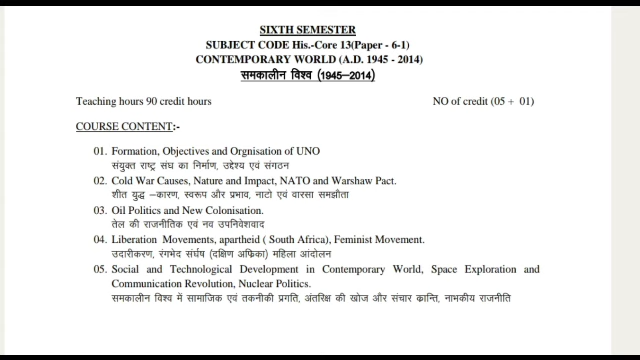 SIXTH SEMESTER
SUBJECT CODE His.-Core 13(Paper - 6-1)
CONTEMPORARY WORLD (A.D. 1945 - 2014)
समकालीन विश्व (1945–2014)
Teaching hours 90 credit hours NO of credit (05 + 01)
COURSE CONTENT:-
01. Formation, Objectives and Orgnisation of UNO
संयुक्त राष्ट्र संघ का निर्माण, उद्देश्य एवं संगठन
02. Cold War Causes, Nature and Impact, NATO and Warshaw Pact.
शीत युद्ध –कारण, स्वरूप और प्रभाव, नाटो एवं वारसा समझौता
03. Oil Politics and New Colonisation.
तेल की राजनीतिक एवं नव उपनिवेशवाद
04. Liberation Movements, apartheid ( South Africa), Feminist Movement.
उदारीकरण, रंगभेद संर्घष (दक्षिण अफ्रिका) महिला आंदोलन
05. Social and Technological Development in Contemporary World, Space Exploration and
Communication Revolution, Nuclear Politics.
समकालीन विश्व में सामाजिक एवं तकनीकी प्रगति, अंतरिक्ष की खोज और संचार क्रान्ति, नाभकीय राजनीति